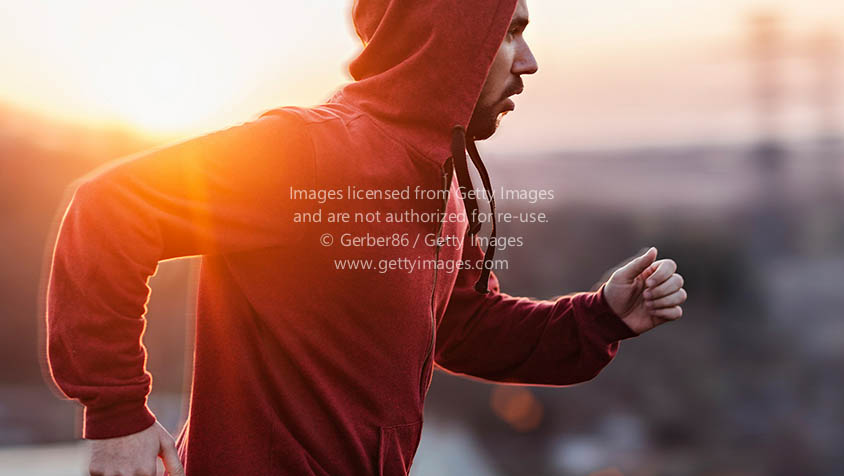 Images licensed from Getty Images
and are not authorized for re-use.
© Gerber86 / Getty Images
www.gettyimages.com